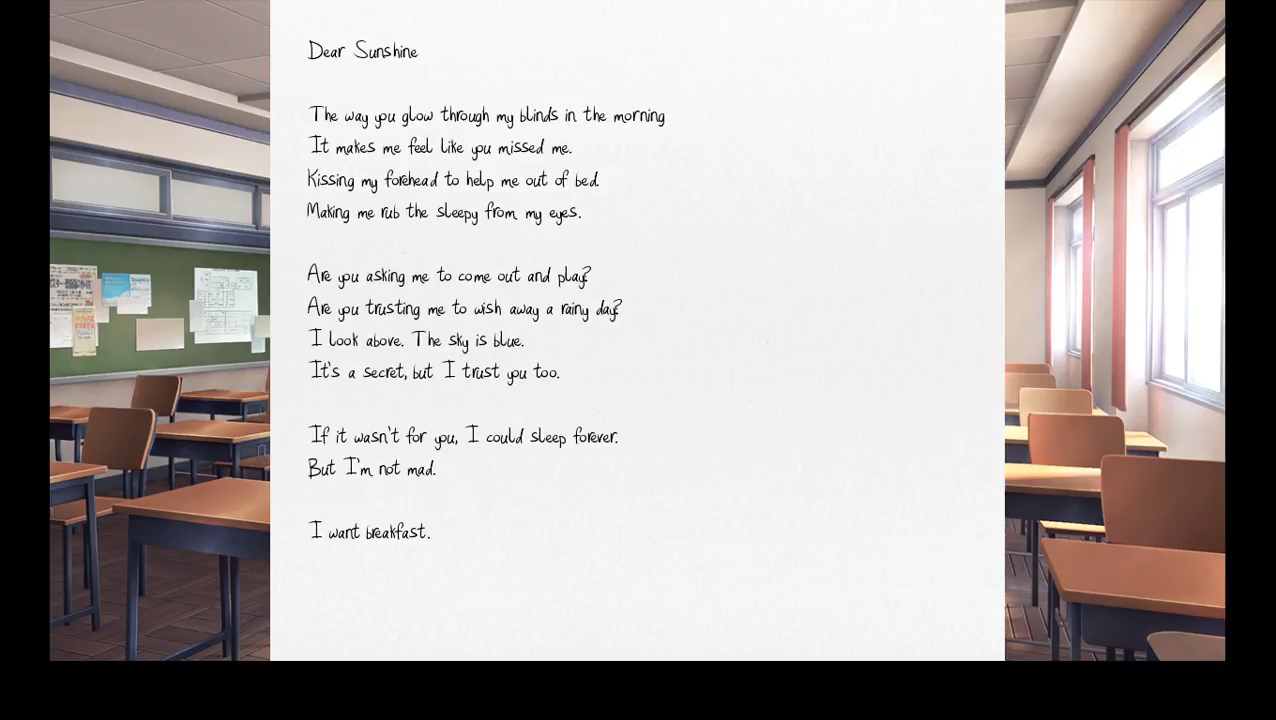 Dear Sunshine
The way you glow through my blinds in the morning
It makes me feel like you missed me.
Kissing my forehead to help me out of bed.
Making me rub the sleepy from my eyes.
Are you asking me to come out and play?
Are you trusting me to wish away a rainy day?
I look above. The sky is blue.
It's a secret, but I trust you too.
If it wasn't for you, I could sleep forever.
But I'm not mad.
I want breakfast.